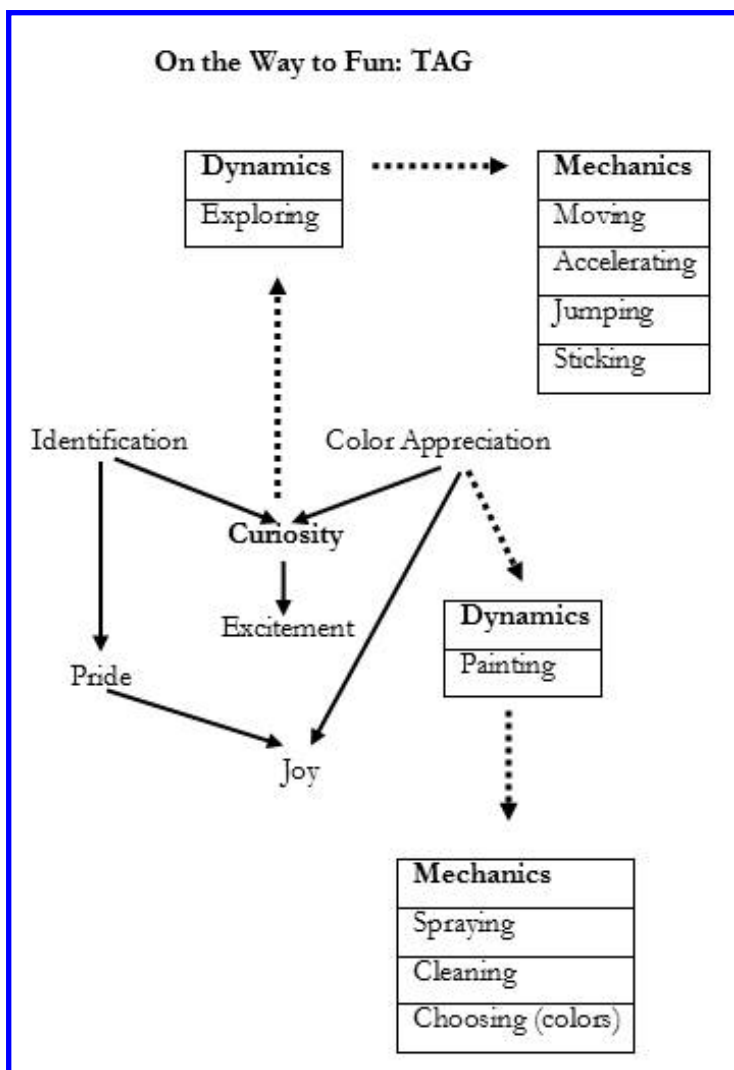 On the Way to Fun: TAG
Dynamics
Exploring
Mechanics
Moving
Accelerating
Jumping
Sticking
Identification
Color Appreciation
Curiosity
Excitement
Pride
Joy
Dynamics
Painting
Mechanics
Spraying
Cleaning
Choosing (colors)